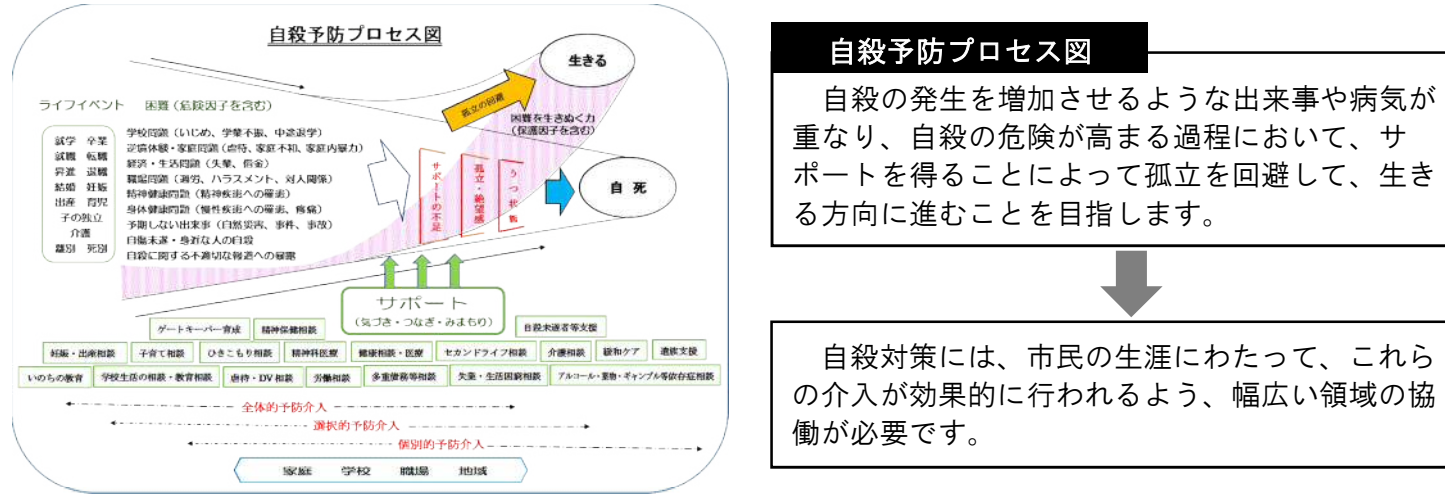 自殺予防プロセス図
生きる
孤立の回避
ライフイベント 困難（危険因子を含む）
困難を生きぬく力
（保護因子を含む）
就学 卒業
就職 転職
昇進 退職
結婚 妊娠
出産 育児
子の独立
介護
離別 死別
学校問題（いじめ、学業不振、中途退学）
逆境体験・家庭問題（虐待、家庭不和、家庭内暴力）
経済・生活問題（失業、借金）
職場問題（過労、ハラスメント、対人関係）
精神健康問題（精神疾患への罹患）
身体健康問題（慢性疾患への罹患、疼痛）
予期しない出来事（自然災害、事件、事故）
自傷未遂・身近な人の自殺
自殺に関する不適切な報道への暴露
サポートの不足
孤立・絶望感
うつ状態
自 死
サポート
（気づき・つなぎ・みまもり）
ゲートキーパー育成 精神保健相談 自殺未遂者等支援
妊娠・出産相談 子育て相談 ひきこもり相談 精神科医療 健康相談・医療 セカンドライフ相談 介護相談 緩和ケア 遺族支援
いのちの教育 学校生活の相談・教育相談 虐待・DV相談 労働相談 多重債務等相談 失業・生活困窮相談 アルコール・薬物・ギャンブル等依存症相談
全体的予防介入
選択的予防介入
個別的予防介入
家庭 学校 職場 地域
自殺予防プロセス図
自殺の発生を増加させるような出来事や病気が
重なり、自殺の危険が高まる過程において、サ
ポートを得ることによって孤立を回避して、生き
る方向に進むことを目指します。
自殺対策には、市民の生涯にわたって、これら
の介入が効果的に行われるよう、幅広い領域の協
働が必要です。